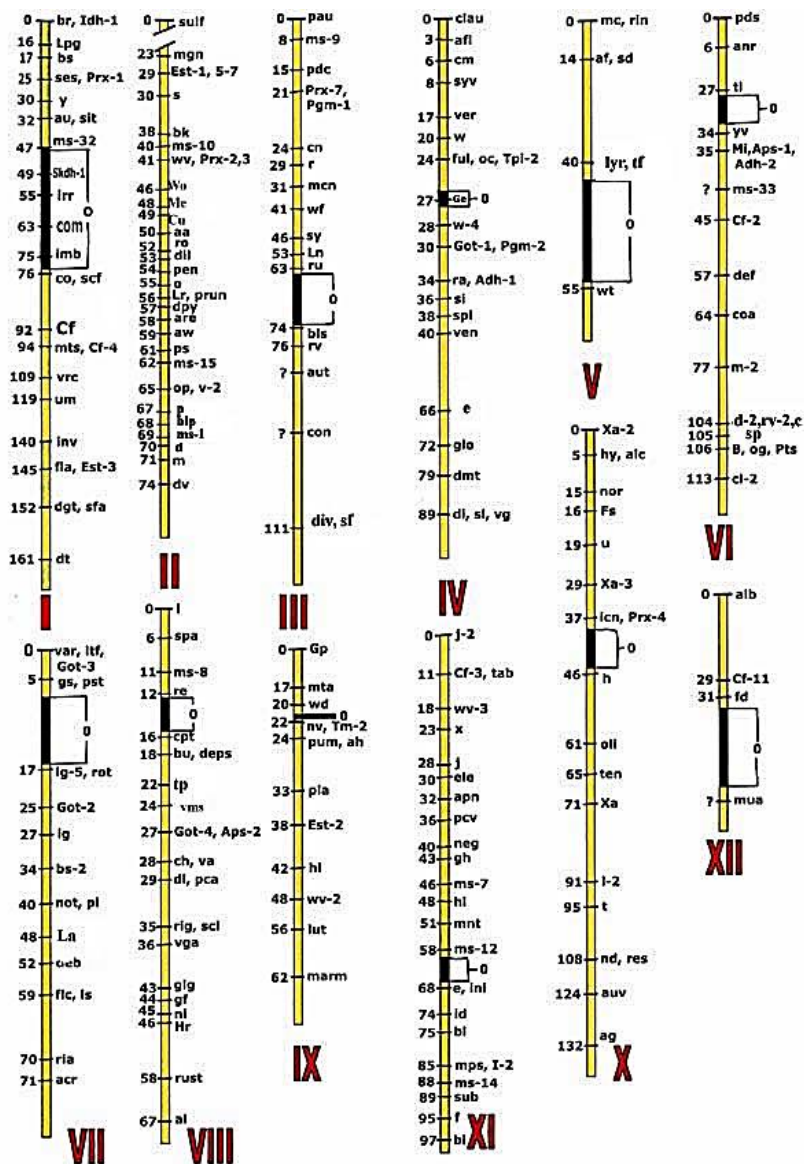 0 br, Idh-1
16 Lpg
17 bs
25 ses, Prx-1
30 y
32 au, sit
47 ms-32
49 Skdh-1
55 irr
0
63 com
75 imb
76 co, scf
92 Cf
94 mts, Cf-4
109 vrc
119 um
140 inv
145 fla, Est-3
152 dgt, sfa
161 dt
I
0 sulf
23 mgn
29 Est-1, 5-7
30 s
38 bk
40 ms-10
41 wv, Prx-2,3
46 Wo
48 Me
49 Cu
50 aa
52 ro
53 dil
54 pen
55 o
56 Lr, prun
57 dpy
58 are
59 aw
61 ps
62 ms-15
65 op, v-2
67 p
68 bip
69 ms-1
70 d
71 m
74 dv
II
0 pau
8 ms-9
15 pdc
21 Prx-7,
Pgm-1
24 cn
29 r
31 mcn
41 wf
46 sy
53 Ln
63 ru
0
74 bls
76 rv
? aut
? con
111 div, sf
III
0 clau
3 afl
6 cm
8 syv
17 ver
20 w
24 ful, oc, Tpi-2
27 Ge 0
28 w-4
30 Got-1, Pgm-2
34 ra, Adh-1
36 si
38 spl
40 ven
66 e
72 glo
79 dmt
89 di, sl, vg
IV
0 mc, rin
14 af, sd
40 lyr, tf
0
55 wt
V
0 pds
6 anr
27 tl
0
34 yv
35 Mi,Aps-1,
Adh-2
? ms-33
45 Cf-2
57 def
64 coa
77 m-2
104 d-2,rv-2,c
105 sp
106 B, og, Pts
113 cl-2
VI
0 var, ltf,
Got-3
5 gs, pst
0
17 ig-5, rot
25 Got-2
27 lg
34 bs-2
40 not, pi
48 La
52 deb
59 fic, ls
70 ria
71 acr
VII
0 l
6 spa
11 ms-8
12 re
0
16 cpt
18 bu, deps
22 tp
24 vms
27 Got-4, Aps-2
28 ch, va
29 dl, pca
35 rig, scl
36 vga
43 glg
44 gf
45 nl
46 Hr
58 rust
67 al
VIII
0 Gp
17 mta
20 wd
0
22 nv, Tm-2
24 pum, ah
33 pla
38 Est-2
42 hl
48 wv-2
56 lut
62 marm
IX
0 Xa-2
5 hy, alc
15 nor
16 Fs
19 u
29 Xa-3
37 icn, Prx-4
0
46 h
61 oli
65 ten
71 Xa
91 l-2
95 t
108 nd, res
124 auv
132 ag
X
0 j-2
11 Cf-3, tab
18 wv-3
23 x
28 j
30 ele
32 apn
36 pcv
40 neg
43 gh
46 ms-7
48 hl
51 mnt
58 ms-12
0
68 e, ini
74 id
75 bi
85 mps, I-2
88 ms-14
89 sub
95 f
97 bl
XI
0 alb
29 Cf-11
31 fd
0
? mua
XII